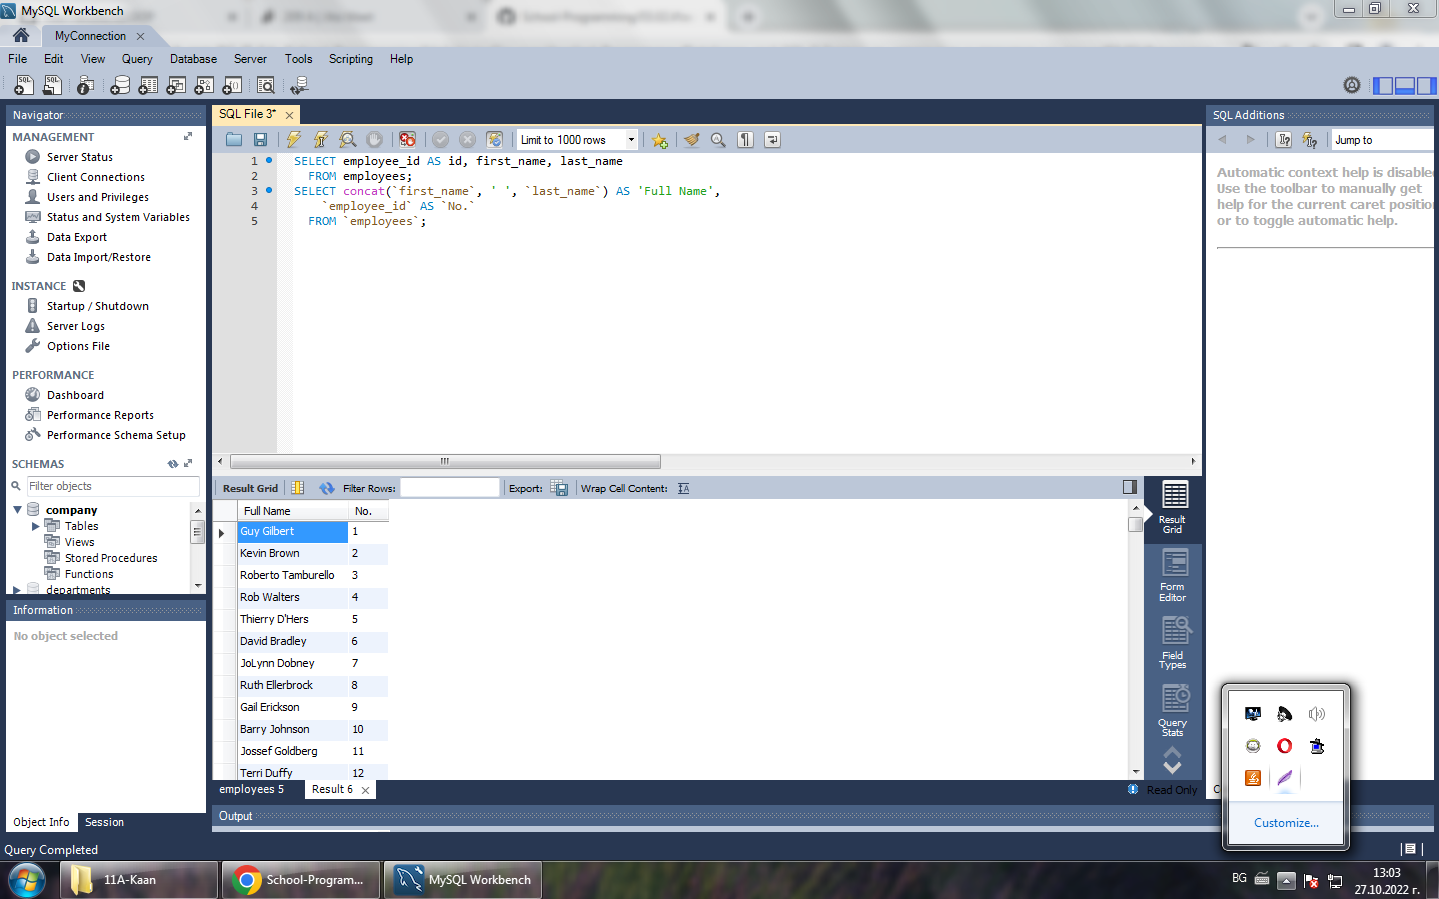 MySQL Workbench
MyConnection
File Edit View Query Database Server Tools Scripting Help
Navigator
MANAGEMENT
Server Status
Client Connections
Users and Privileges
Status and System Variables
Data Export
Data Import/Restore
INSTANCE
Startup / Shutdown
Server Logs
Options File
PERFORMANCE
Dashboard
Performance Reports
Performance Schema Setup
SCHEMAS
Filter objects
company
Tables
Views
Stored Procedures
Functions
departments
Information
No object selected
Object Info Session
SQL File 3*
Limit to 1000 rows
1 SELECT employee_id AS id, first_name, last_name
2 FROM employees;
3 SELECT concat(`first_name`, ' ', `last_name`) AS 'Full Name',
4 `employee_id` AS `No.`
5 FROM `employees`;
Result Grid Filter Rows: Export: Wrap Cell Content:
Full Name No.
Guy Gilbert 1
Kevin Brown 2
Roberto Tamburello 3
Rob Walters 4
Thierry D'Hers 5
David Bradley 6
JoLynn Dobney 7
Ruth Ellerbrock 8
Gail Erickson 9
Barry Johnson 10
Jossef Goldberg 11
Terri Duffy 12
Result
Grid
Form
Editor
Field
Types
Query
Stats
employees 5 Result 6 Read Only
Output
SQL Additions
Jump to
Automatic context help is disabled
Use the toolbar to manually get
help for the current caret position
or to toggle automatic help.
Customize...
Query Completed
11A-Kaan School-Program... MySQL Workbench
BG
13:03
27.10.2022 г.